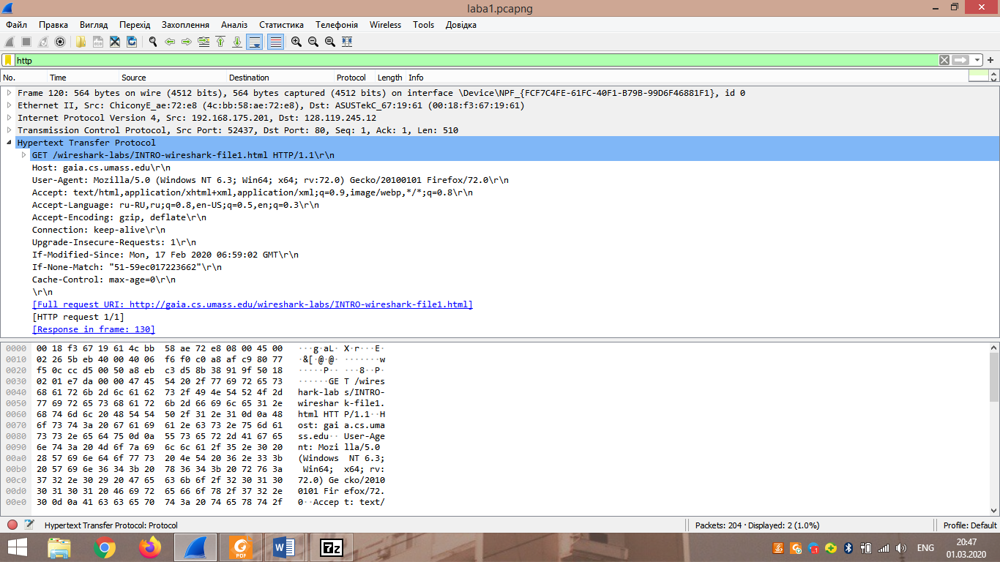 laba1.pcapng
Файл Правка Вигляд Перехід Захоплення Аналіз Статистика Телефонія Wireless Tools Довідка
http
No. Time Source Destination Protocol Length Info
Frame 120: 564 bytes on wire (4512 bits), 564 bytes captured (4512 bits) on interface \Device\NPF_{FCF7C4FE-61FC-40F1-B79B-99D6F46881F1}, id 0
Ethernet II, Src: ChiconyE_ae:72:e8 (4c:bb:58:ae:72:e8), Dst: ASUSTekC_67:19:61 (00:18:f3:67:19:61)
Internet Protocol Version 4, Src: 192.168.175.201, Dst: 128.119.245.12
Transmission Control Protocol, Src Port: 52437, Dst Port: 80, Seq: 1, Ack: 1, Len: 510
Hypertext Transfer Protocol
GET /wireshark-labs/INTRO-wireshark-file1.html HTTP/1.1\r\n
Host: gaia.cs.umass.edu\r\n
User-Agent: Mozilla/5.0 (Windows NT 6.3; Win64; x64; rv:72.0) Gecko/20100101 Firefox/72.0\r\n
Accept: text/html,application/xhtml+xml,application/xml;q=0.9,image/webp,*/*;q=0.8\r\n
Accept-Language: ru-RU,ru;q=0.8,en-US;q=0.5,en;q=0.3\r\n
Accept-Encoding: gzip, deflate\r\n
Connection: keep-alive\r\n
Upgrade-Insecure-Requests: 1\r\n
If-Modified-Since: Mon, 17 Feb 2020 06:59:02 GMT\r\n
If-None-Match: "51-59ec017223662"\r\n
Cache-Control: max-age=0\r\n
\r\n
[Full request URI: http://gaia.cs.umass.edu/wireshark-labs/INTRO-wireshark-file1.html]
[HTTP request 1/1]
[Response in frame: 130]
0000 00 18 f3 67 19 61 4c bb 58 ae 72 e8 08 00 45 00 ···g·aL· X·r···E·
0010 02 26 5b eb 40 00 40 06 f6 f0 c0 a8 af c9 80 77 ·&[·@·@· ·······w
0020 f5 0c cc d5 00 50 a8 eb c3 d5 8b 38 91 9f 50 18 ·····P·· ···8··P·
0030 02 01 e7 da 00 00 47 45 54 20 2f 77 69 72 65 73 ······GE T /wires
0040 68 61 72 6b 2d 6c 61 62 73 2f 49 4e 54 52 4f 2d hark-lab s/INTRO-
0050 77 69 72 65 73 68 61 72 6b 2d 66 69 6c 65 31 2e wireshar k-file1.
0060 68 74 6d 6c 20 48 54 54 50 2f 31 2e 31 0d 0a 48 html HTT P/1.1··H
0070 6f 73 74 3a 20 67 61 69 61 2e 63 73 2e 75 6d 61 ost: gai a.cs.uma
0080 73 73 2e 65 64 75 0d 0a 55 73 65 72 2d 41 67 65 ss.edu·· User-Age
0090 6e 74 3a 20 4d 6f 7a 69 6c 6c 61 2f 35 2e 30 20 nt: Mozi lla/5.0
00a0 28 57 69 6e 64 6f 77 73 20 4e 54 20 36 2e 33 3b (Windows NT 6.3;
00b0 20 57 69 6e 36 34 3b 20 78 36 34 3b 20 72 76 3a Win64; x64; rv:
00c0 37 32 2e 30 29 20 47 65 63 6b 6f 2f 32 30 31 30 72.0) Ge cko/2010
00d0 30 31 30 31 20 46 69 72 65 66 6f 78 2f 37 32 2e 0101 Fir efox/72.
00e0 30 0d 0a 41 63 63 65 70 74 3a 20 74 65 78 74 2f 0··Accep t: text/
Hypertext Transfer Protocol: Protocol Packets: 204 · Displayed: 2 (1.0%) Profile: Default
PDF 7z ENG 20:47
01.03.2020